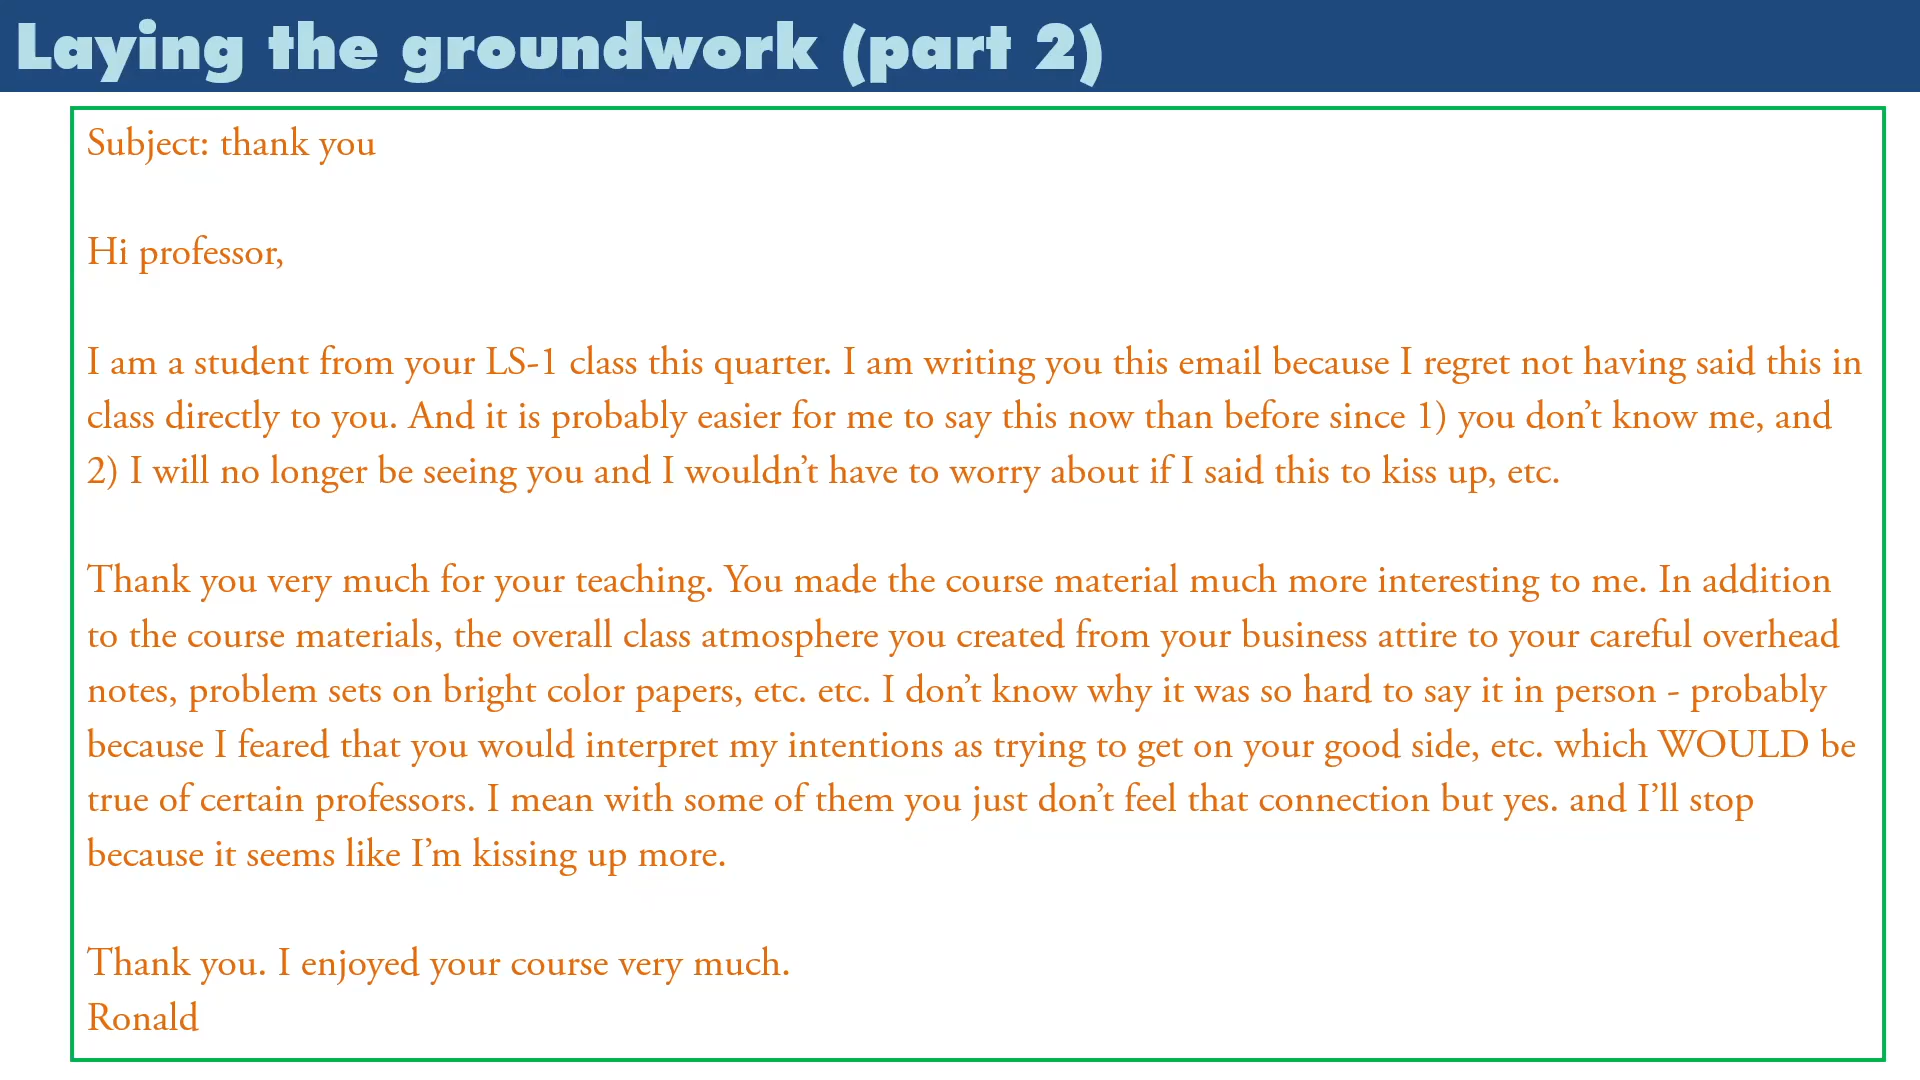 Laying the groundwork (part 2)
Subject: thank you
Hi professor,
I am a student from your LS-1 class this quarter. I am writing you this email because I regret not having said this in
class directly to you. And it is probably easier for me to say this now than before since 1) you don’t know me, and
2) I will no longer be seeing you and I wouldn’t have to worry about if I said this to kiss up, etc.
Thank you very much for your teaching. You made the course material much more interesting to me. In addition
to the course materials, the overall class atmosphere you created from your business attire to your careful overhead
notes, problem sets on bright color papers, etc. etc. I don’t know why it was so hard to say it in person - probably
because I feared that you would interpret my intentions as trying to get on your good side, etc. which WOULD be
true of certain professors. I mean with some of them you just don’t feel that connection but yes. and I’ll stop
because it seems like I’m kissing up more.
Thank you. I enjoyed your course very much.
Ronald